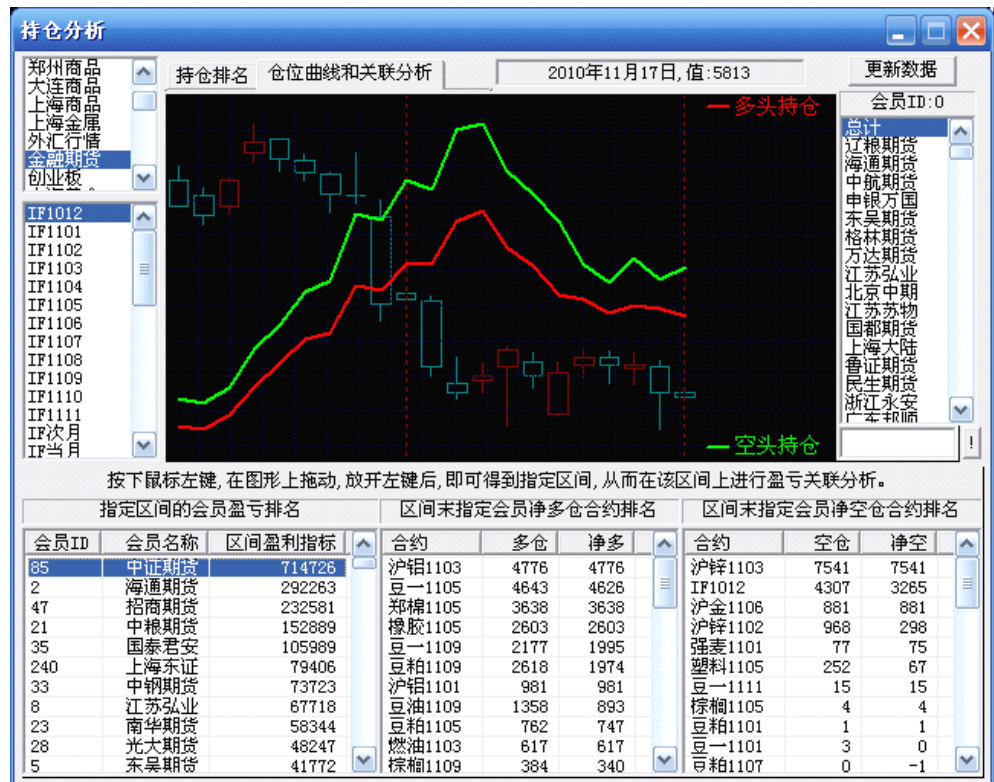 持仓分析
郑州商品
大连商品
上海商品
上海金属
外汇行情
金融期货
创业板
持仓排名 仓位曲线和关联分析 2010年11月17日,值:5813 更新数据
会员ID:0
多头持仓
空头持仓
IF1012
IF1101
IF1102
IF1103
IF1104
IF1105
IF1106
IF1107
IF1108
IF1109
IF1110
IF1111
IF次月
IF当月
总计
辽粮期货
海通期货
中航期货
申银万国
东吴期货
格林期货
万达期货
江苏弘业
北京中期
江苏苏物
国都期货
上海大陆
鲁证期货
民生期货
浙江永安
!
按下鼠标左键,在图形上拖动,放开左键后,即可得到指定区间,从而在该区间上进行盈亏关联分析。
指定区间的会员盈亏排名 区间末指定会员净多仓合约排名 区间末指定会员净空仓合约排名
会员ID 会员名称 区间盈利指标 合约 多仓 净多 合约 空仓 净空
85 中证期货 714726 沪铝1103 4776 4776 沪锌1103 7541 7541
2 海通期货 292263 豆一1105 4643 4626 IF1012 4307 3265
47 招商期货 232581 郑棉1105 3638 3638 沪金1106 881 881
21 中粮期货 152889 橡胶1105 2603 2603 沪锌1102 968 298
35 国泰君安 105989 豆一1109 2177 1995 强麦1101 77 75
240 上海东证 79406 豆粕1109 2618 1974 塑料1105 252 67
33 中钢期货 73723 沪铝1101 981 981 豆一1111 15 15
8 江苏弘业 67718 豆油1109 1358 893 棕榈1105 4 4
23 南华期货 58344 豆粕1105 762 747 豆粕1101 1 1
28 光大期货 48247 燃油1103 617 617 豆一1101 3 0
5 东吴期货 41772 棕榈1109 384 340 豆粕1107 0 -1